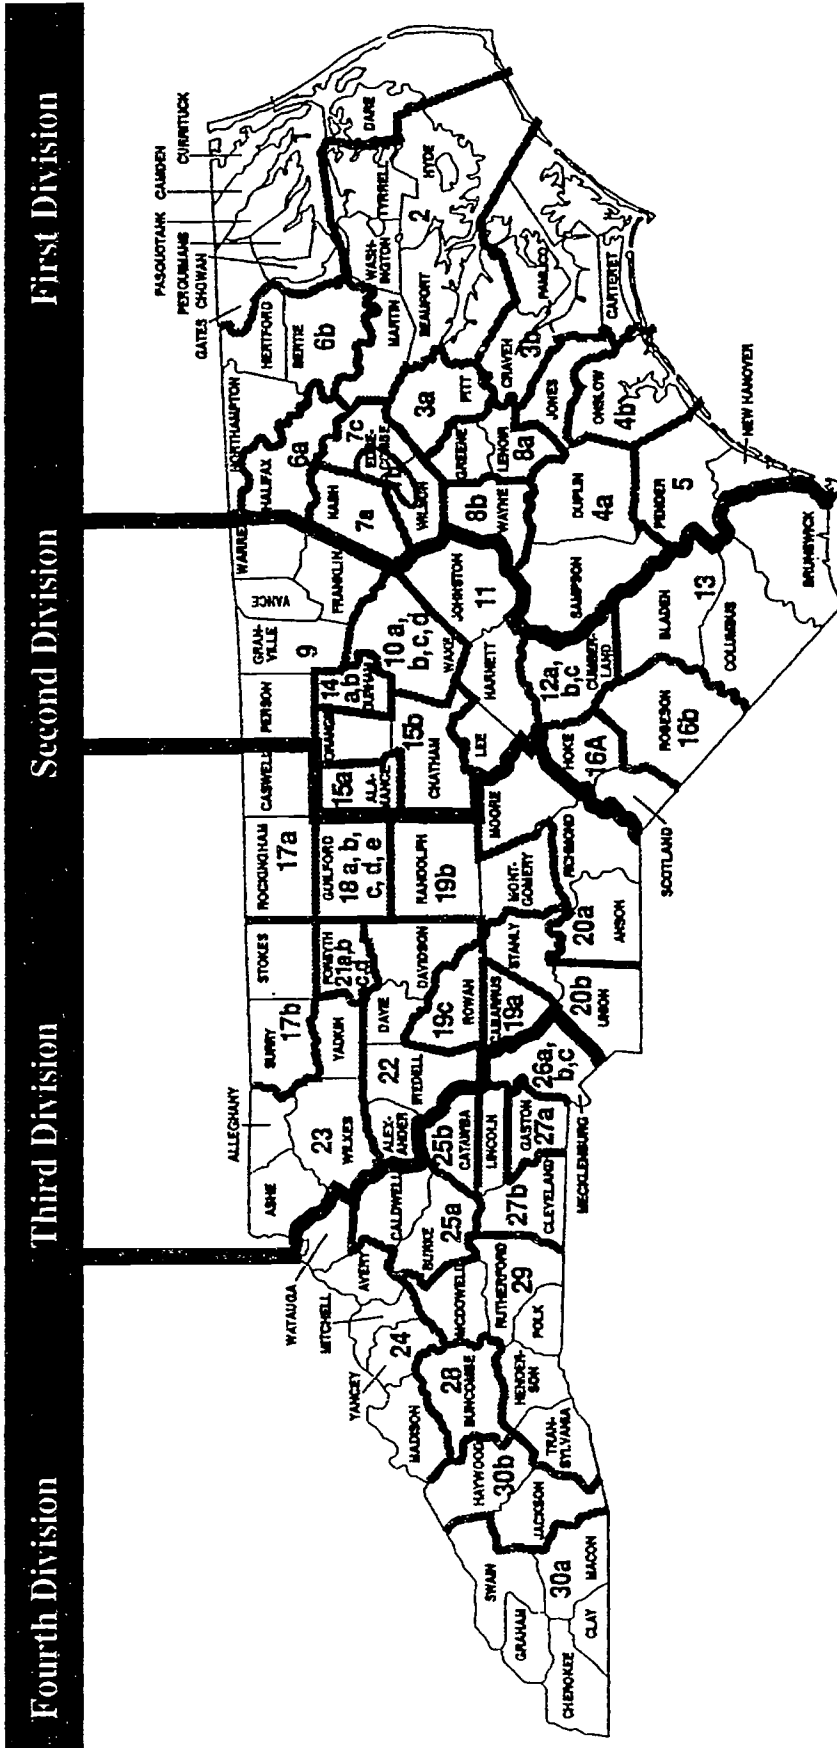 First Division
Second Division
Third Division
Fourth Division
CURRITUCK
CAMDEN
PASQUOTANK
PERQUIMANS
CHOWAN
GATES
HERTFORD
BERTIE
6b
NORTHAMPTON
HALIFAX
6a
DARE
TYRRELL
WASH-
INGTON
HYDE
2
MARTIN
BEAUFORT
PITT
3a
CRAVEN
3b
PAMLICO
CARTERET
7c
EDGE-
COMBE
7b
NASH
7a
WILSON
GREENE
LENOIR
8a
8b
WAYNE
JONES
ONSLOW
4b
DUPLIN
4a
SAMPSON
PENDER
5
NEW HANOVER
WARREN
VANCE
FRANKLIN
GRAN-
VILLE
9
PERSON
CASWELL
10 a,
b, c, d
WAKE
JOHNSTON
11
HARNETT
LEE
14
a,b
DURHAM
ORANGE
15a
ALA-
MANCE
15b
CHATHAM
12a,
b,c
CUMBER-
LAND
BLADEN
13
COLUMBUS
BRUNSWICK
ROBESON
16b
HOKE
16A
SCOTLAND
ROCKINGHAM
17a
GUILFORD
18 a, b,
c, d, e
RANDOLPH
19b
MOORE
MONT-
GOMERY
RICHMOND
STOKES
SURRY
17b
FORSYTH
21a,b
c,d
DAVIDSON
DAVIE
22
IREDELL
ALEX-
ANDER
YADKIN
19c
ROWAN
CABARRUS
19a
STANLY
20a
ANSON
20b
UNION
ALLEGHANY
ASHE
23
WILKES
26a,
b,c
MECKLENBURG
WATAUGA
MITCHELL
AVERY
YANCEY
24
MADISON
CALDWELL
BURKE
25a
25b
CATAWBA
LINCOLN
GASTON
27a
27b
CLEVELAND
MCDOWELL
RUTHERFORD
29
POLK
HENDER-
SON
TRAN-
SYLVANIA
28
BUNCOMBE
HAYWOOD
30b
JACKSON
SWAIN
30a
MACON
GRAHAM
CLAY
CHEROKEE